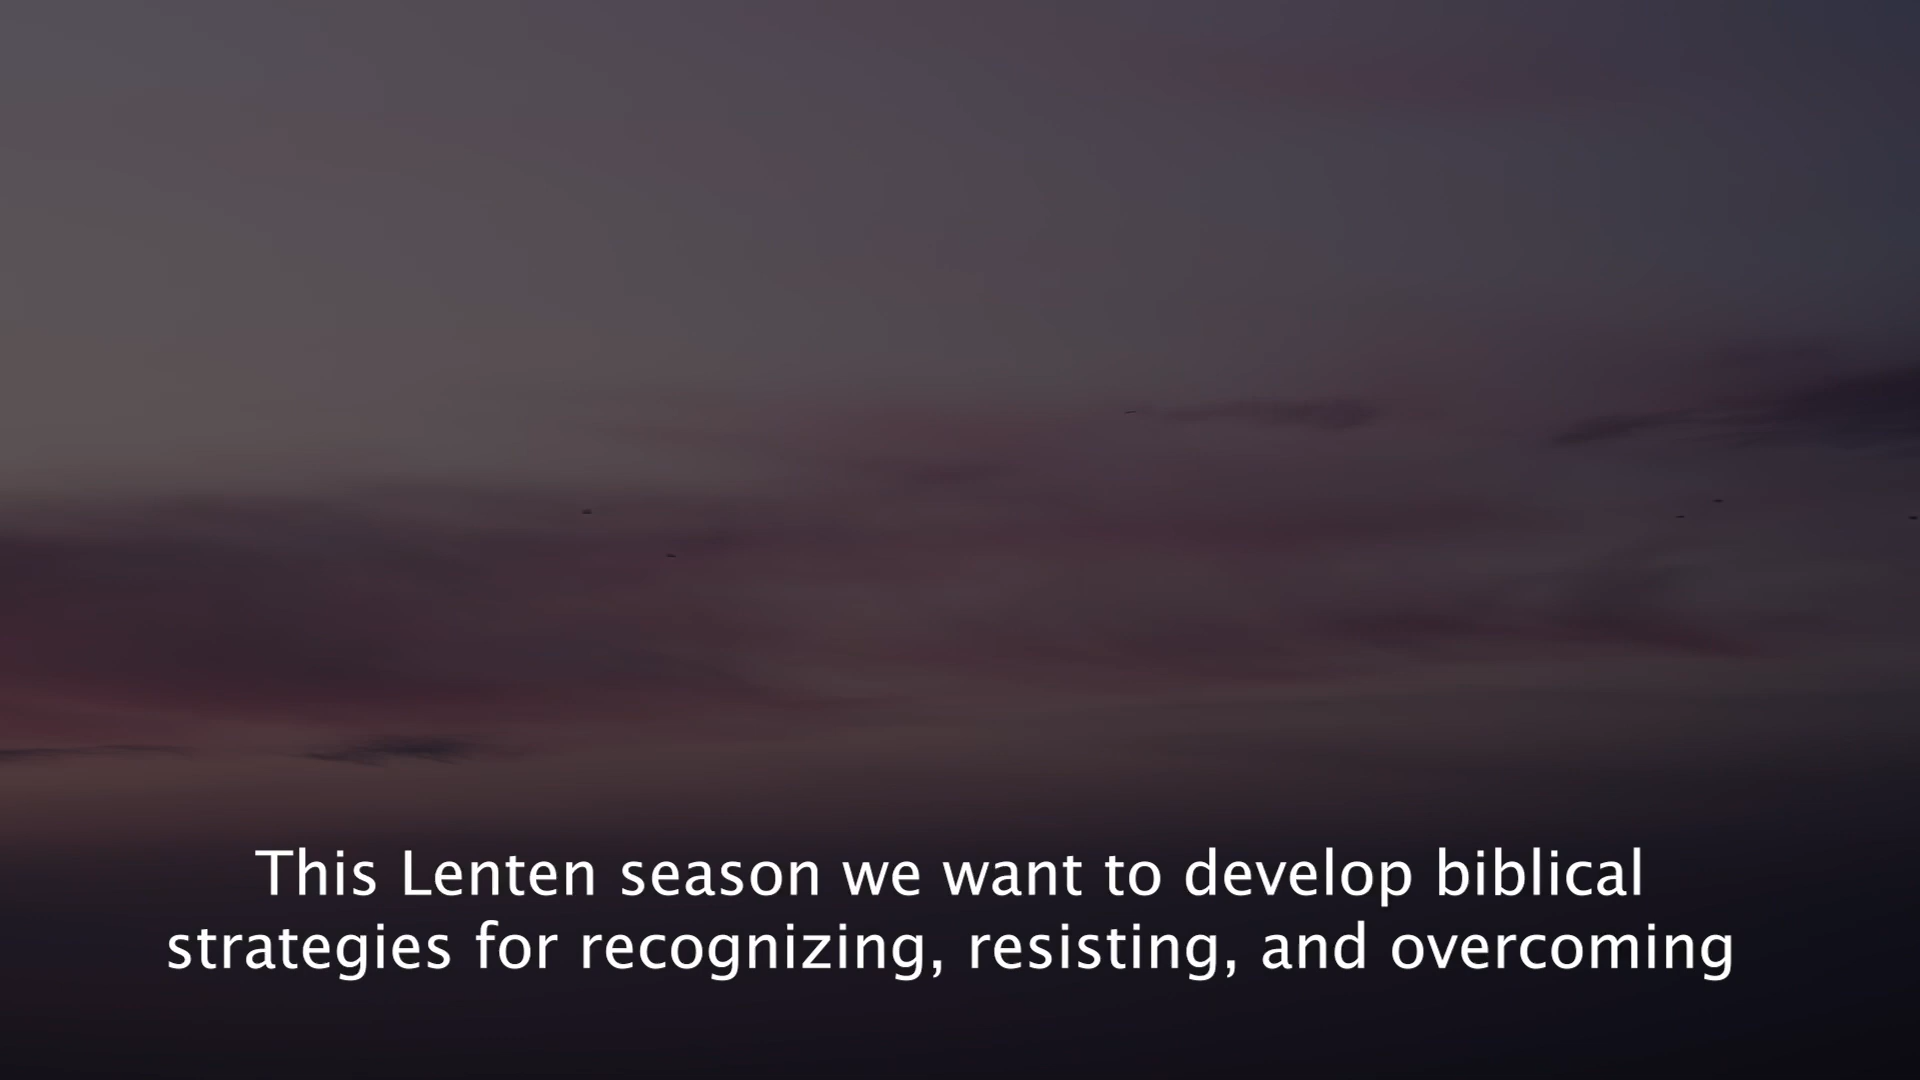 This Lenten season we want to develop biblical
strategies for recognizing, resisting, and overcoming